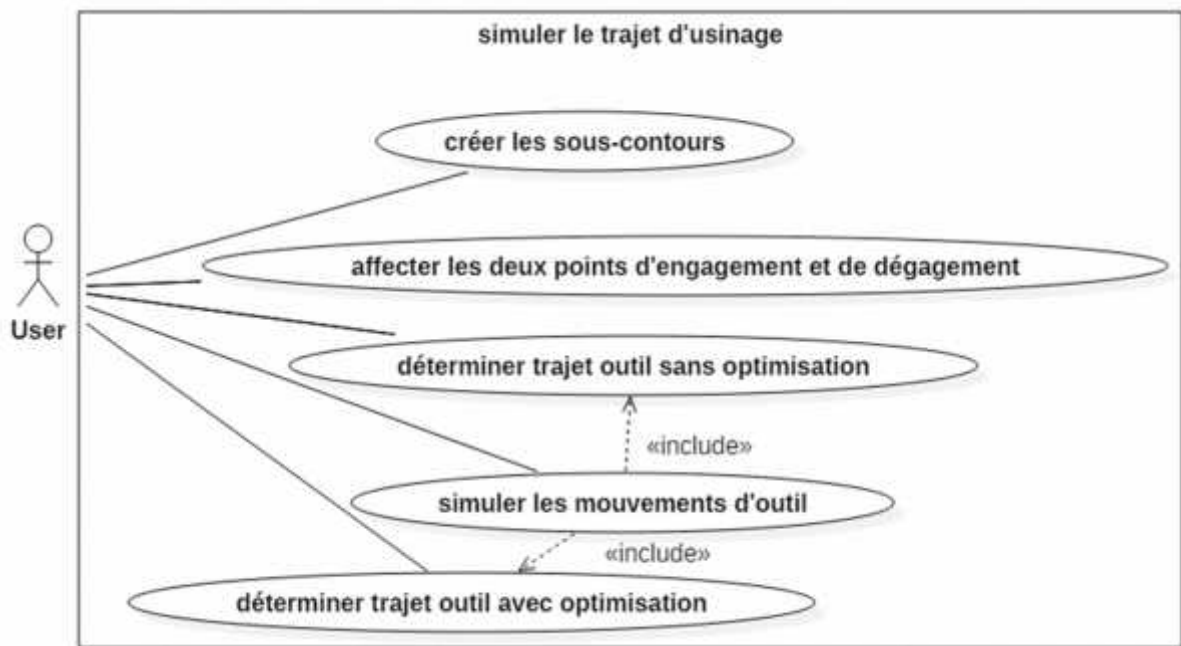 simuler le trajet d'usinage
créer les sous-contours
affecter les deux points d'engagement et de dégagement
User
déterminer trajet outil sans optimisation
«include»
simuler les mouvements d'outil
«include»
déterminer trajet outil avec optimisation